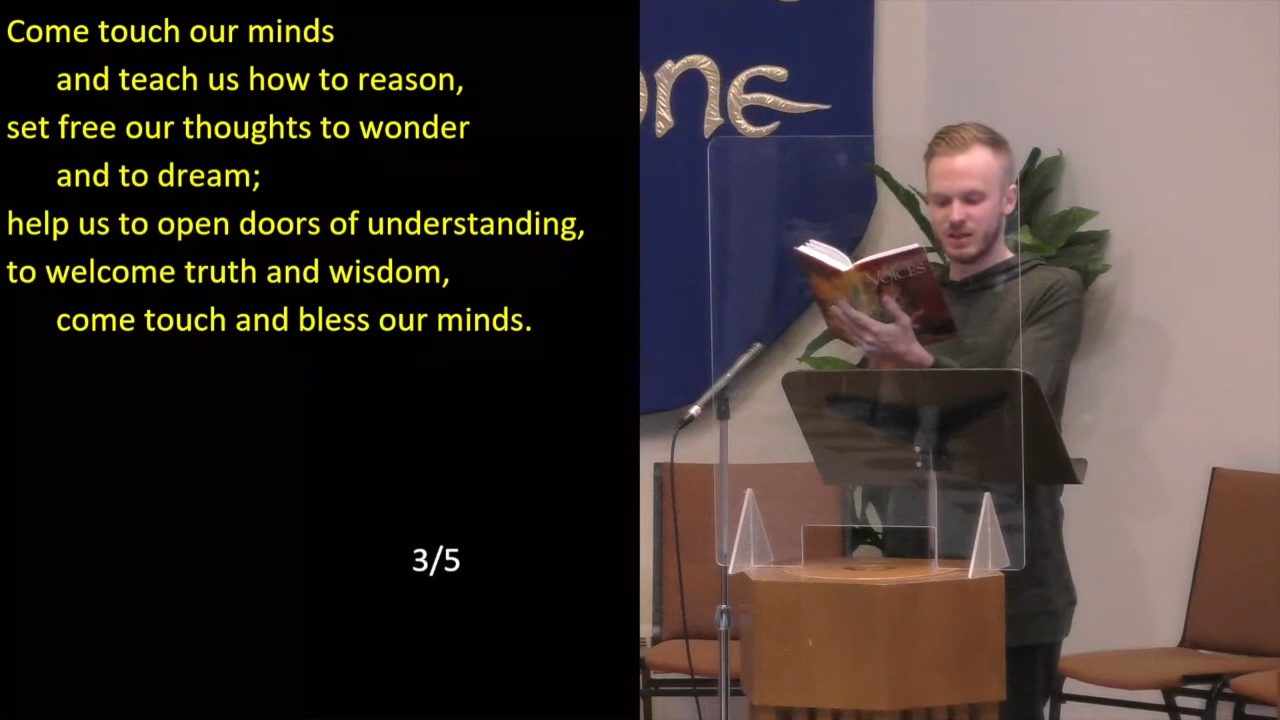 Come touch our minds
and teach us how to reason,
set free our thoughts to wonder
and to dream;
help us to open doors of understanding,
to welcome truth and wisdom,
come touch and bless our minds.
3/5
one
VOICES